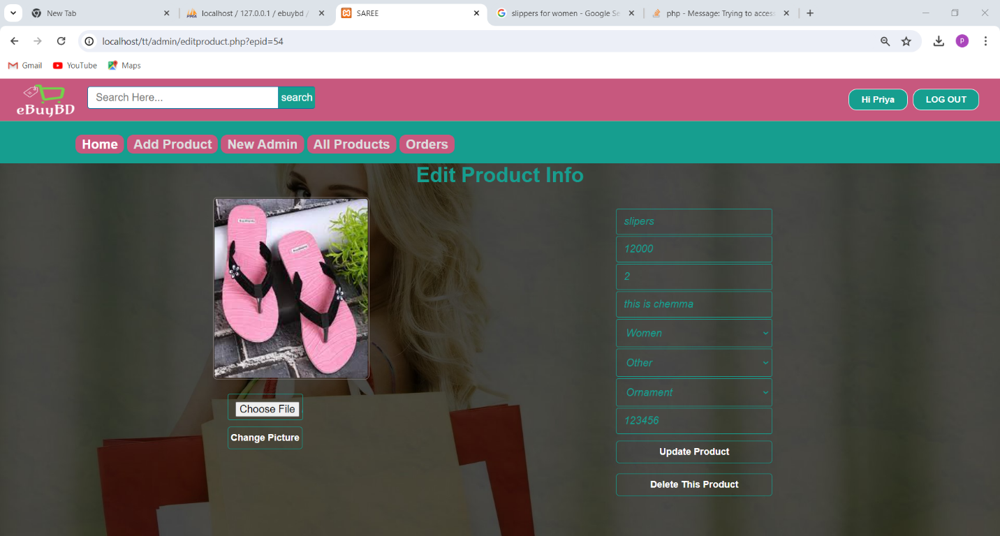 New Tab
localhost / 127.0.0.1 / ebuybd /
SAREE
slippers for women - Google Se
php - Message: Trying to access
localhost/tt/admin/editproduct.php?epid=54
P
Gmail YouTube Maps
eBuyBD
Search Here... search
Hi Priya LOG OUT
Home Add Product New Admin All Products Orders
Edit Product Info
slipers
12000
2
this is chemma
Women
Other
Ornament
123456
Choose File
Change Picture
Update Product
Delete This Product